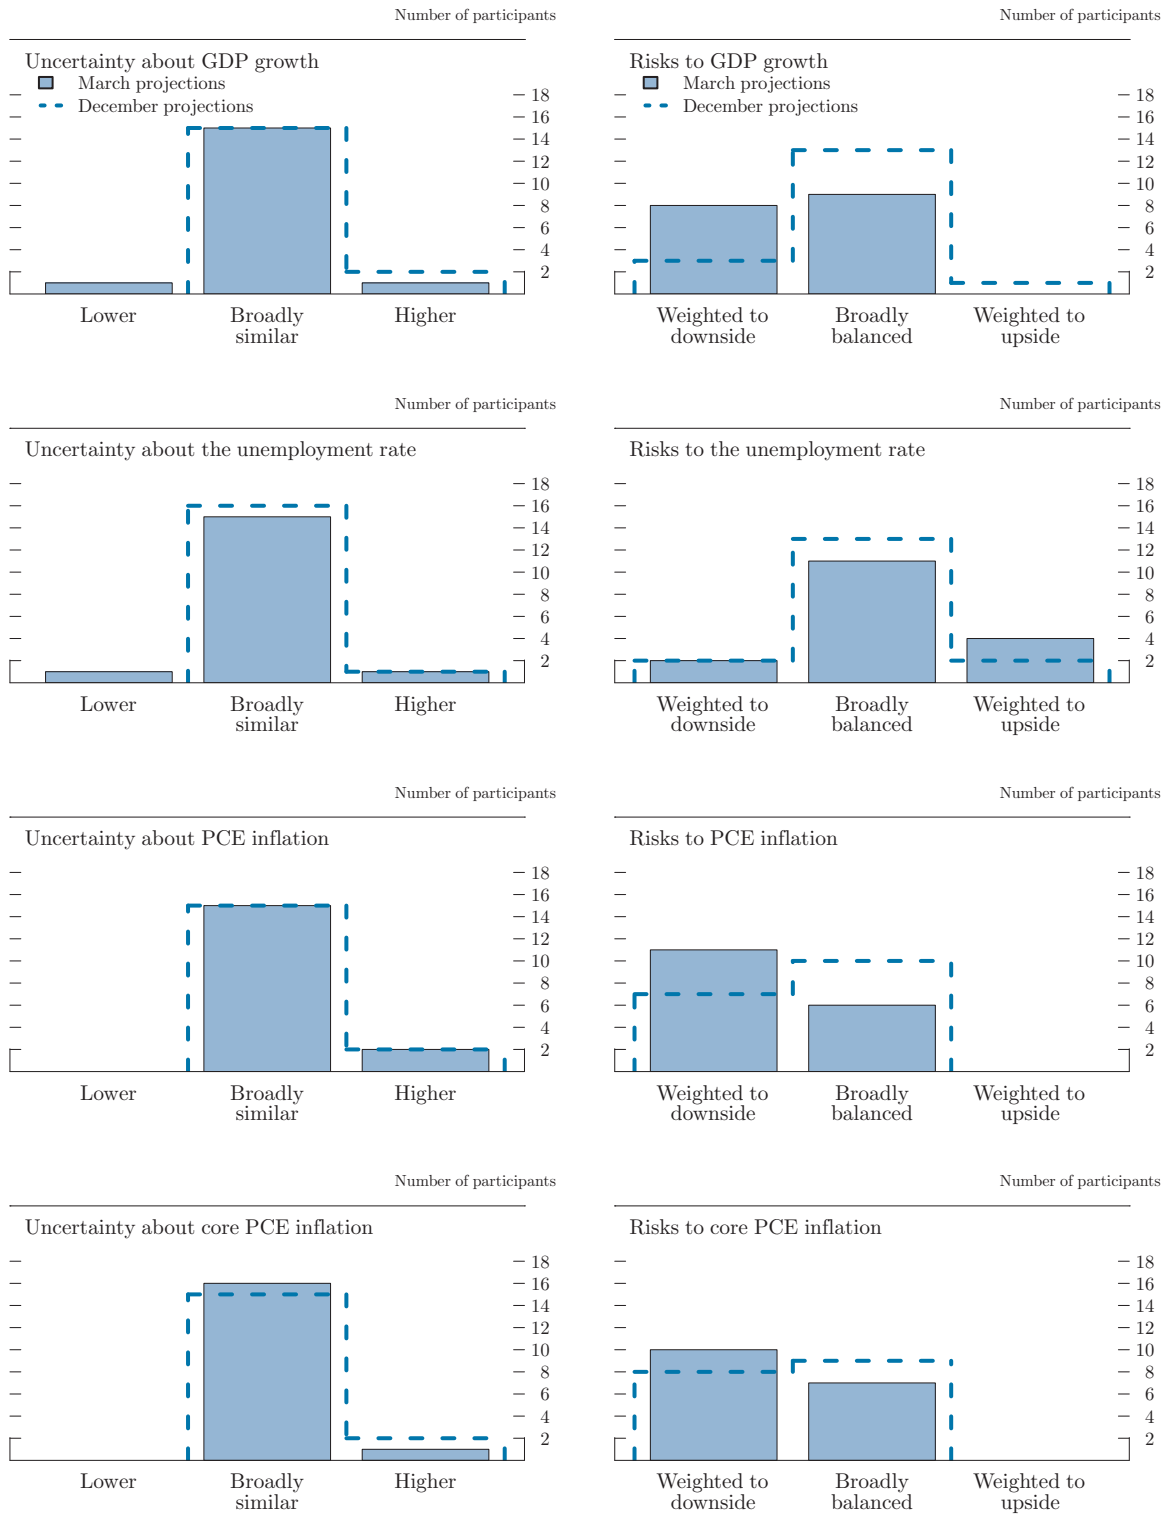 Number of participants
Uncertainty about GDP growth
March projections
December projections
18
16
14
12
10
8
6
4
2
Lower
Broadly
similar
Higher
Number of participants
Risks to GDP growth
March projections
December projections
18
16
14
12
10
8
6
4
2
Weighted to
downside
Broadly
balanced
Weighted to
upside
Number of participants
Uncertainty about the unemployment rate
18
16
14
12
10
8
6
4
2
Lower
Broadly
similar
Higher
Number of participants
Risks to the unemployment rate
18
16
14
12
10
8
6
4
2
Weighted to
downside
Broadly
balanced
Weighted to
upside
Number of participants
Uncertainty about PCE inflation
18
16
14
12
10
8
6
4
2
Lower
Broadly
similar
Higher
Number of participants
Risks to PCE inflation
18
16
14
12
10
8
6
4
2
Weighted to
downside
Broadly
balanced
Weighted to
upside
Number of participants
Uncertainty about core PCE inflation
18
16
14
12
10
8
6
4
2
Lower
Broadly
similar
Higher
Number of participants
Risks to core PCE inflation
18
16
14
12
10
8
6
4
2
Weighted to
downside
Broadly
balanced
Weighted to
upside